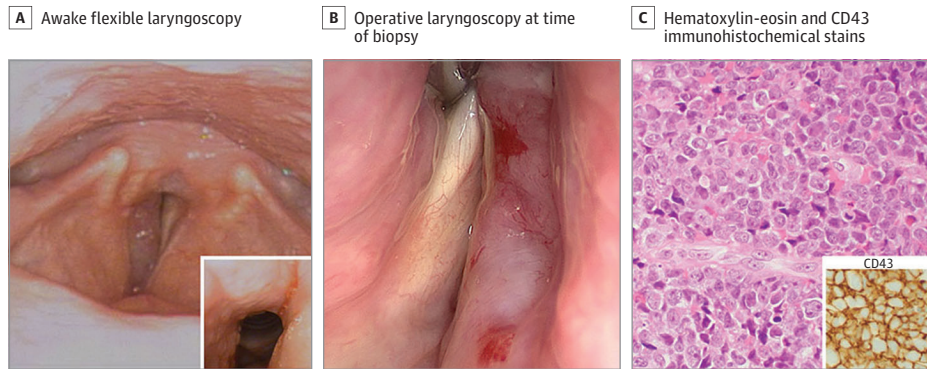 A Awake flexible laryngoscopy
B Operative laryngoscopy at time
of biopsy
C Hematoxylin-eosin and CD43
immunohistochemical stains
CD43